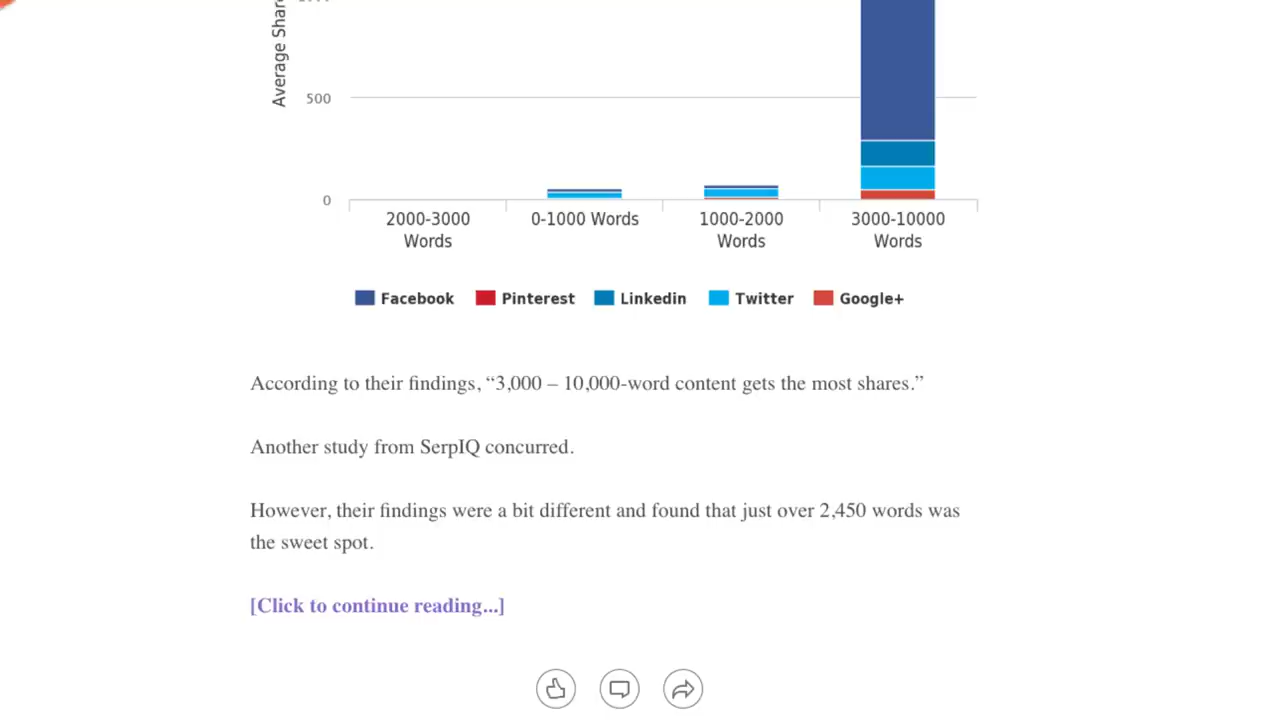 Average Shar
500
0
2000-3000 Words
0-1000 Words
1000-2000 Words
3000-10000 Words
Facebook Pinterest Linkedin Twitter Google+
According to their findings, “3,000 – 10,000-word content gets the most shares.”
Another study from SerpIQ concurred.
However, their findings were a bit different and found that just over 2,450 words was
the sweet spot.
[Click to continue reading...]